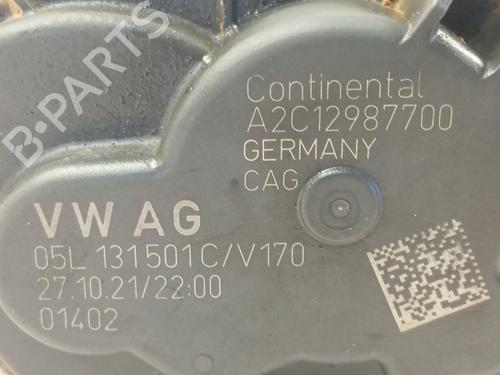 B-PARTS
Continental
A2C12987700
GERMANY
CAG
VW AG
05L 131501C/V170
27.10.21/22:00
01402